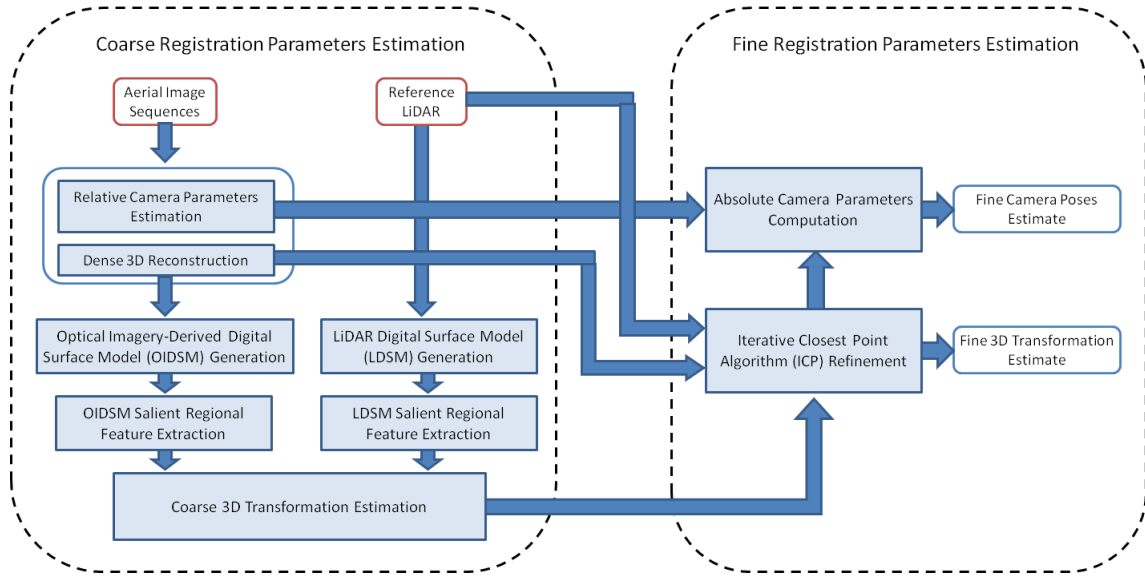 Coarse Registration Parameters Estimation
Fine Registration Parameters Estimation
Aerial Image
Sequences
Reference
LiDAR
Relative Camera Parameters
Estimation
Dense 3D Reconstruction
Optical Imagery-Derived Digital
Surface Model (OIDSM) Generation
LiDAR Digital Surface Model
(LDSM) Generation
OIDSM Salient Regional
Feature Extraction
LDSM Salient Regional
Feature Extraction
Coarse 3D Transformation Estimation
Absolute Camera Parameters
Computation
Fine Camera Poses
Estimate
Iterative Closest Point
Algorithm (ICP) Refinement
Fine 3D Transformation
Estimate